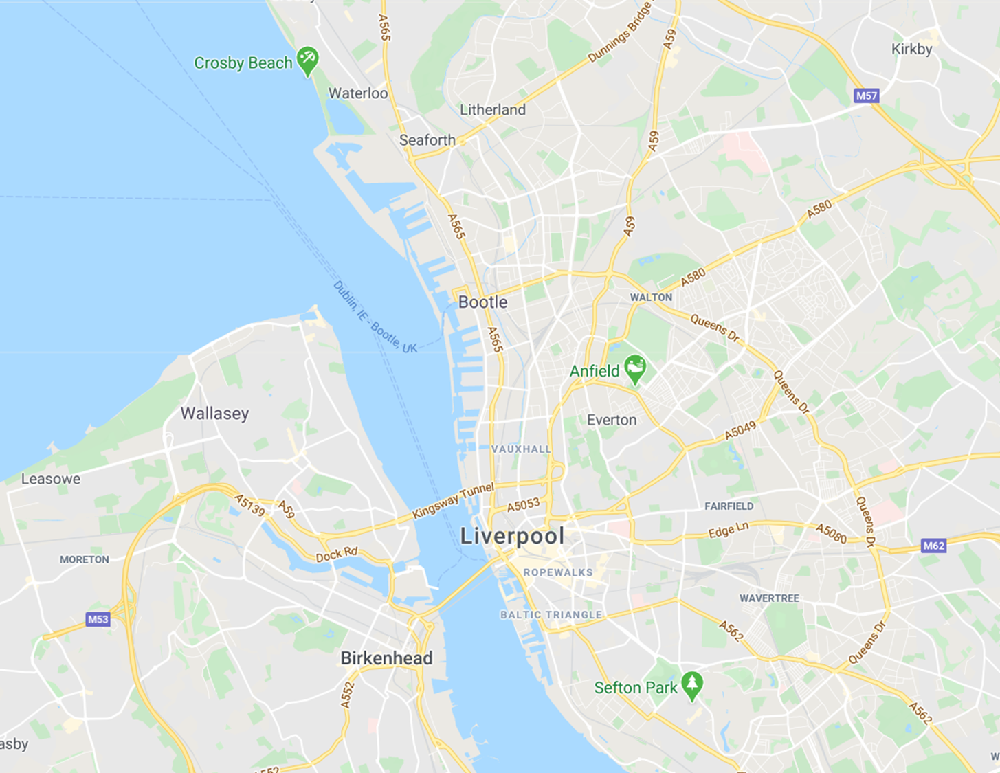 A565
Dunnings Bridge
A59
Kirkby
Crosby Beach
Waterloo
M57
Litherland
Seaforth
A59
A565
A59
A580
A580
Dublin, IE - Bootle, UK
Bootle
WALTON
Queens Dr
A565
Anfield
Queens Dr
Wallasey
Everton
A5049
VAUXHALL
Leasowe
Kingsway Tunnel
A5139
A59
A5053
FAIRFIELD
Queens Dr
Liverpool
Edge Ln
A5080
M62
MORETON
Dock Rd
ROPEWALKS
WAVERTREE
M53
BALTIC TRIANGLE
A562
Queens Dr
Birkenhead
Sefton Park
A552
A562
asby
W
A552